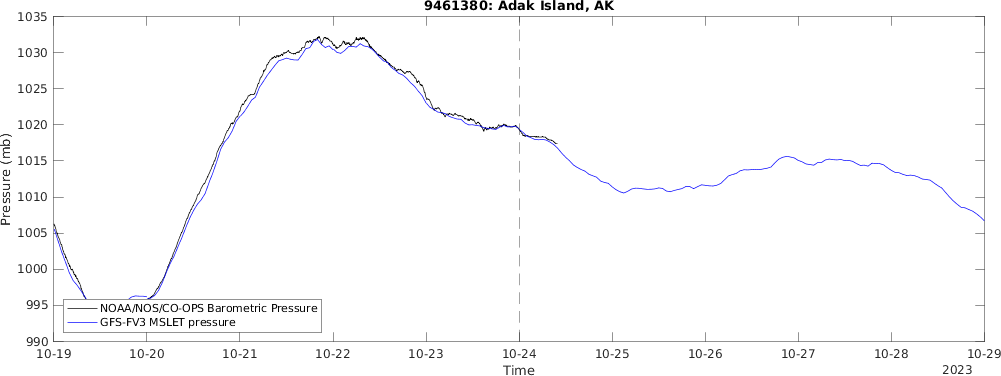 9461380: Adak Island, AK
Pressure (mb)
1035
1030
1025
1020
1015
1010
1005
1000
995
990
NOAA/NOS/CO-OPS Barometric Pressure
GFS-FV3 MSLET pressure
10-19 10-20 10-21 10-22 10-23 10-24 10-25 10-26 10-27 10-28 10-29
Time
2023